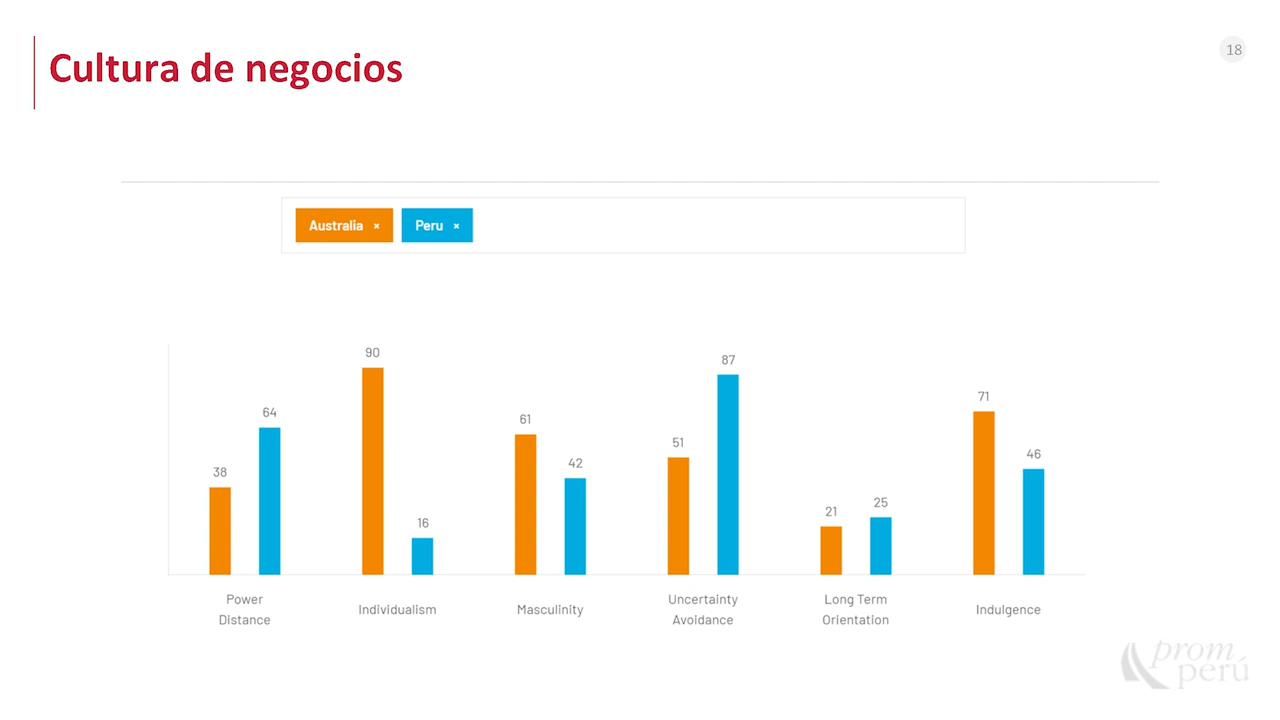 Cultura de negocios
18
Australia ×
Peru ×
38
64
90
16
61
42
51
87
21
25
71
46
Power
Distance
Individualism
Masculinity
Uncertainty
Avoidance
Long Term
Orientation
Indulgence
prom
perú